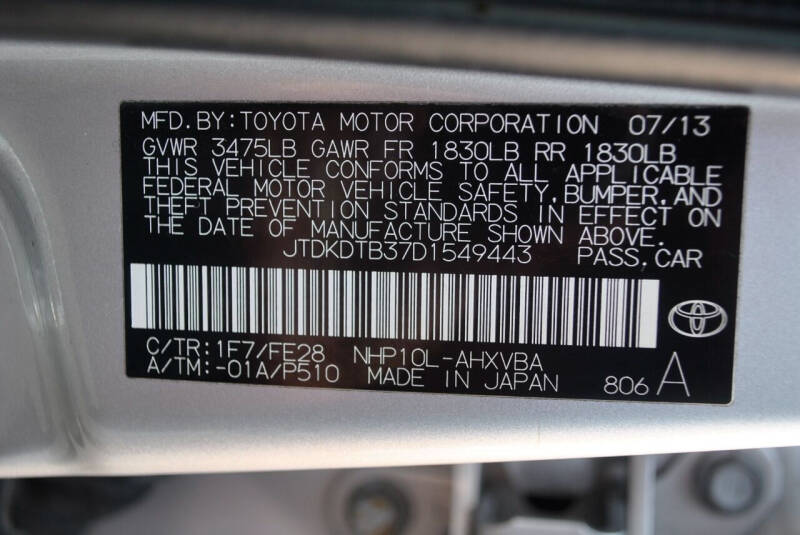 MFD.BY:TOYOTA MOTOR CORPORATION 07/13
GVWR 3475LB GAWR FR 1830LB RR 1830LB
THIS VEHICLE CONFORMS TO ALL APPLICABLE
FEDERAL MOTOR VEHICLE SAFETY,BUMPER,AND
THEFT PREVENTION STANDARDS IN EFFECT ON
THE DATE OF MANUFACTURE SHOWN ABOVE.
JTDKDTB37D1549443 PASS,CAR
C/TR:1F7/FE28 NHP10L-AHXVBA
A/TM:-01A/P510 MADE IN JAPAN 806 A